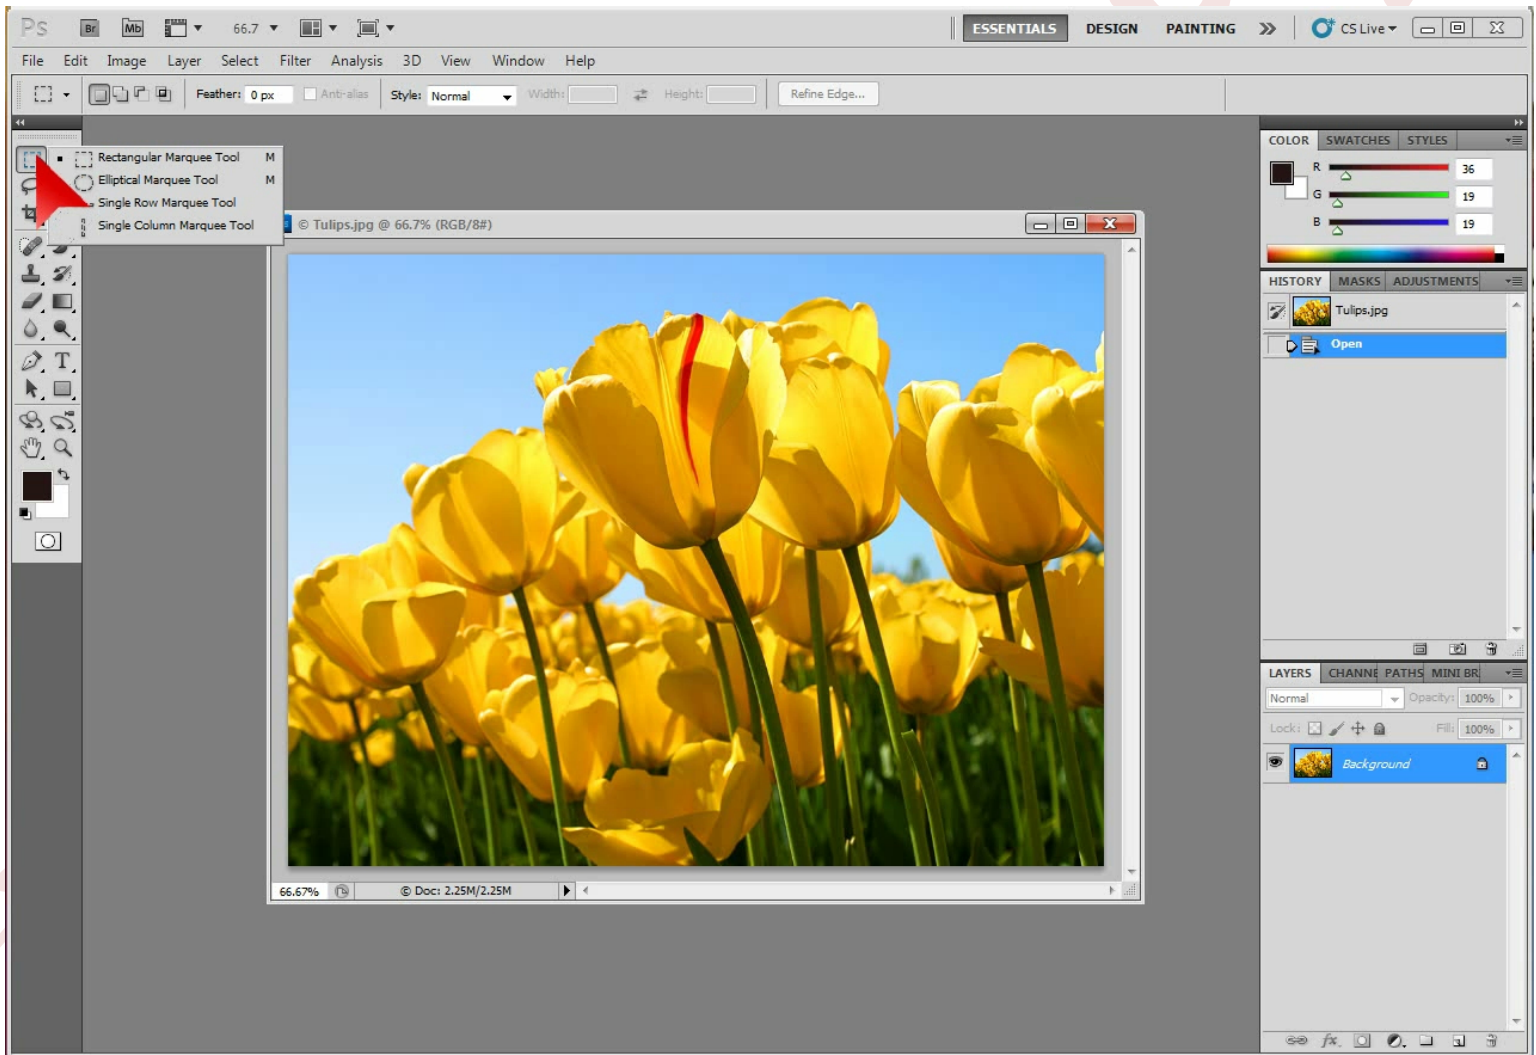 Ps Br Mb 66.7 ESSENTIALS DESIGN PAINTING CS Live
File Edit Image Layer Select Filter Analysis 3D View Window Help
Feather: 0 px Anti-alias Style: Normal Width: Height: Refine Edge...
Rectangular Marquee Tool M
Elliptical Marquee Tool M
Single Row Marquee Tool
Single Column Marquee Tool
© Tulips.jpg @ 66.7% (RGB/8#)
66.67% © Doc: 2.25M/2.25M
COLOR SWATCHES STYLES
R 36
G 19
B 19
HISTORY MASKS ADJUSTMENTS
Tulips.jpg
Open
LAYERS CHANNE PATHS MINI BR
Normal Opacity: 100%
Lock: Fill: 100%
Background
T
fx